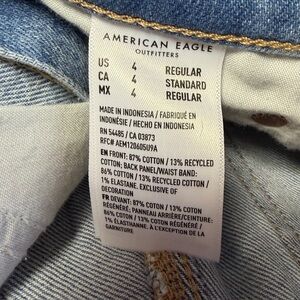 AMERICAN EAGLE
OUTFITTERS
US 4 REGULAR
CA 4 STANDARD
MX 4 REGULAR
MADE IN INDONESIA / FABRIQUÉ EN
INDONÉSIE / HECHO EN INDONESIA
RN 54485 / CA 03873
RFC# AEM120605U9A
EN FRONT: 87% COTTON / 13% RECYCLED
COTTON; BACK PANEL/WAIST BAND:
86% COTTON / 13% RECYCLED COTTON /
1% ELASTANE. EXCLUSIVE OF
DECORATION
FR DEVANT: 87% COTON / 13% COTON
RÉGÉNÉRÉ; PANNEAU ARRIÈRE/CEINTURE:
86% COTON / 13% COTON RÉGÉNÉRÉ /
1% ÉLASTHANNE. À L'EXCEPTION DE LA
GARNITURE